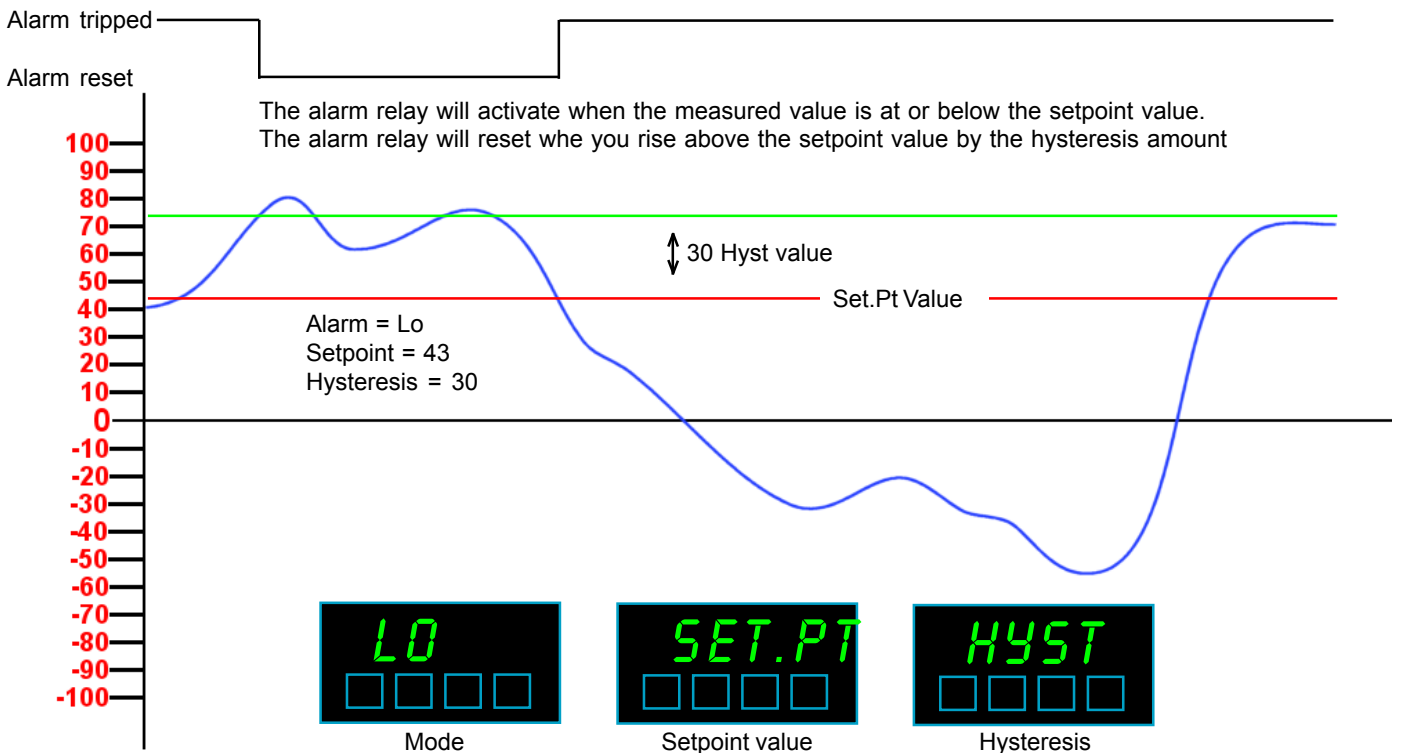 Alarm tripped
Alarm reset
The alarm relay will activate when the measured value is at or below the setpoint value.
The alarm relay will reset whe you rise above the setpoint value by the hysteresis amount
100
90
80
70
60
50
40
30
20
10
0
-10
-20
-30
-40
-50
-60
-70
-80
-90
-100
30 Hyst value
Set.Pt Value
Alarm = Lo
Setpoint = 43
Hysteresis = 30
LO
SET.PT
HYST
Mode
Setpoint value
Hysteresis